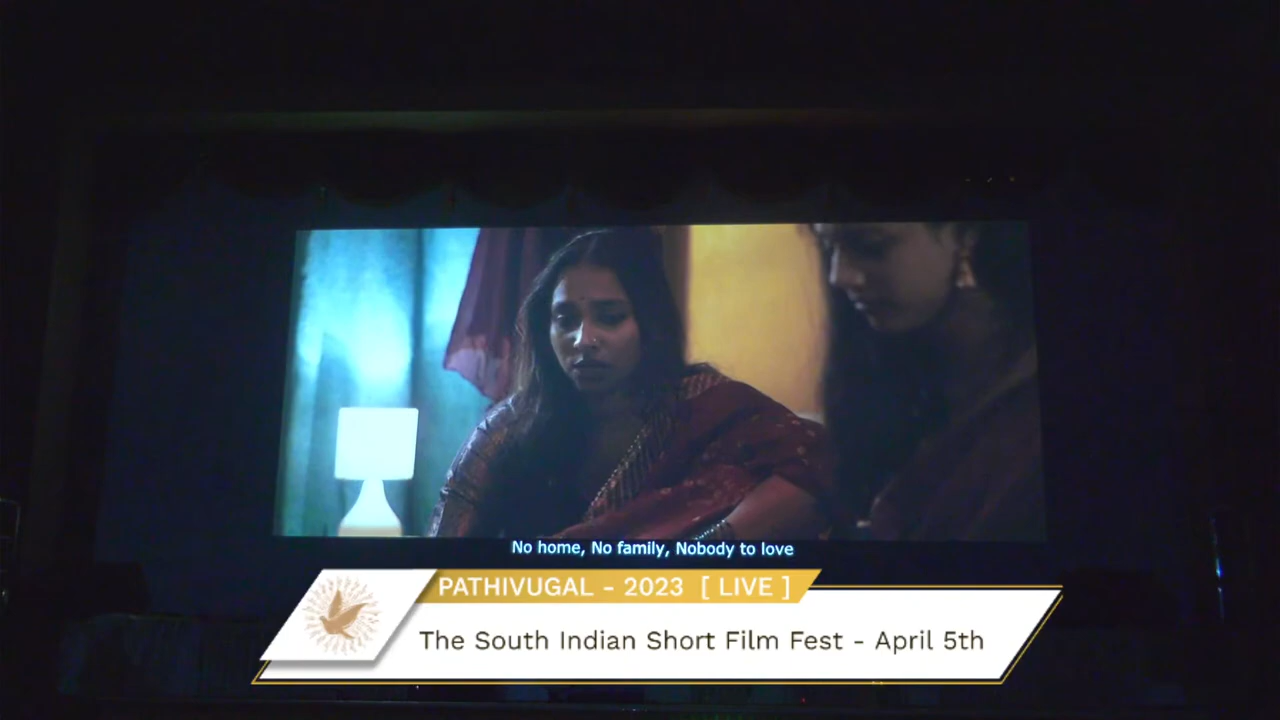 No home, No family, Nobody to love
PATHIVUGAL - 2023 [ LIVE ]
The South Indian Short Film Fest - April 5th